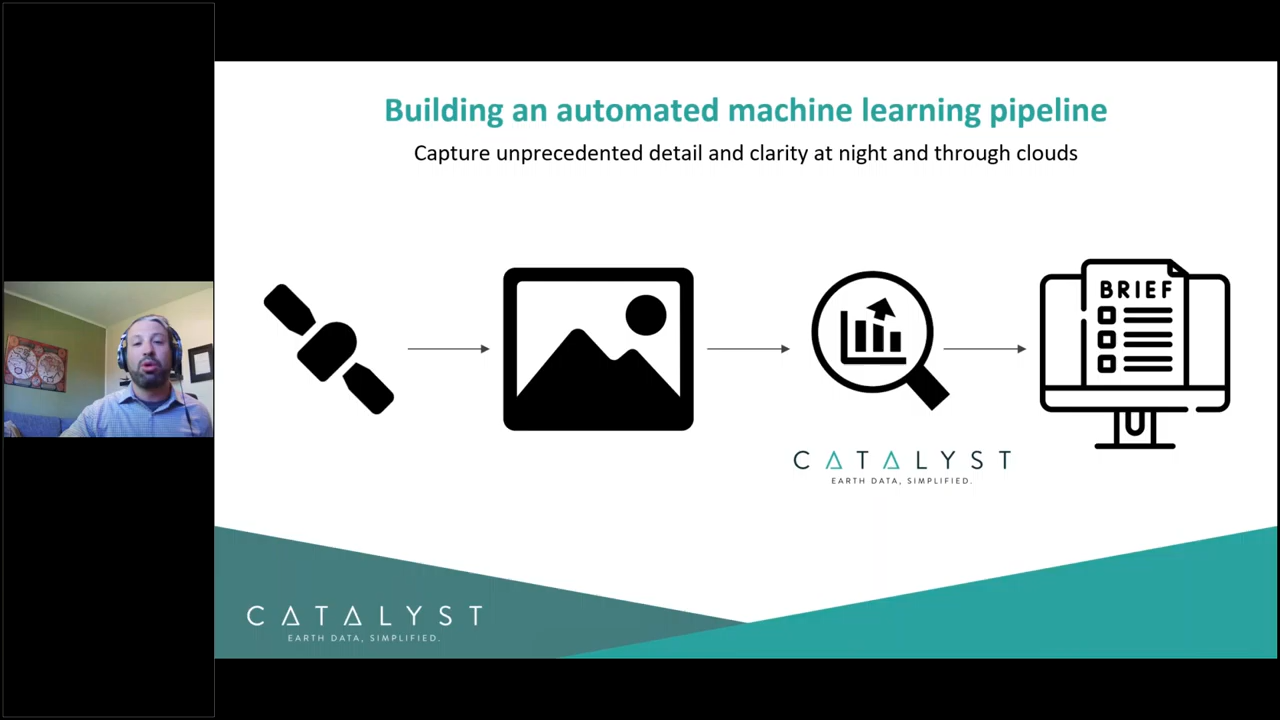 Building an automated machine learning pipeline
Capture unprecedented detail and clarity at night and through clouds
BRIEF
CATALYST
EARTH DATA, SIMPLIFIED.
CATALYST
EARTH DATA, SIMPLIFIED.